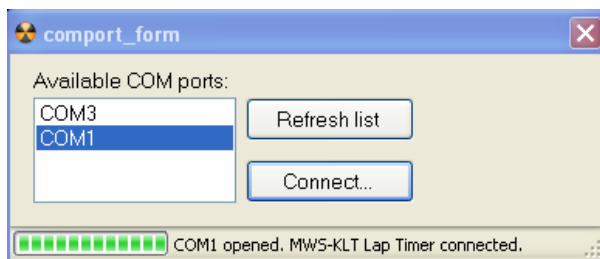 comport_form
Available COM ports:
COM3
COM1
Refresh list
Connect...
COM1 opened. MWS-KLT Lap Timer connected.